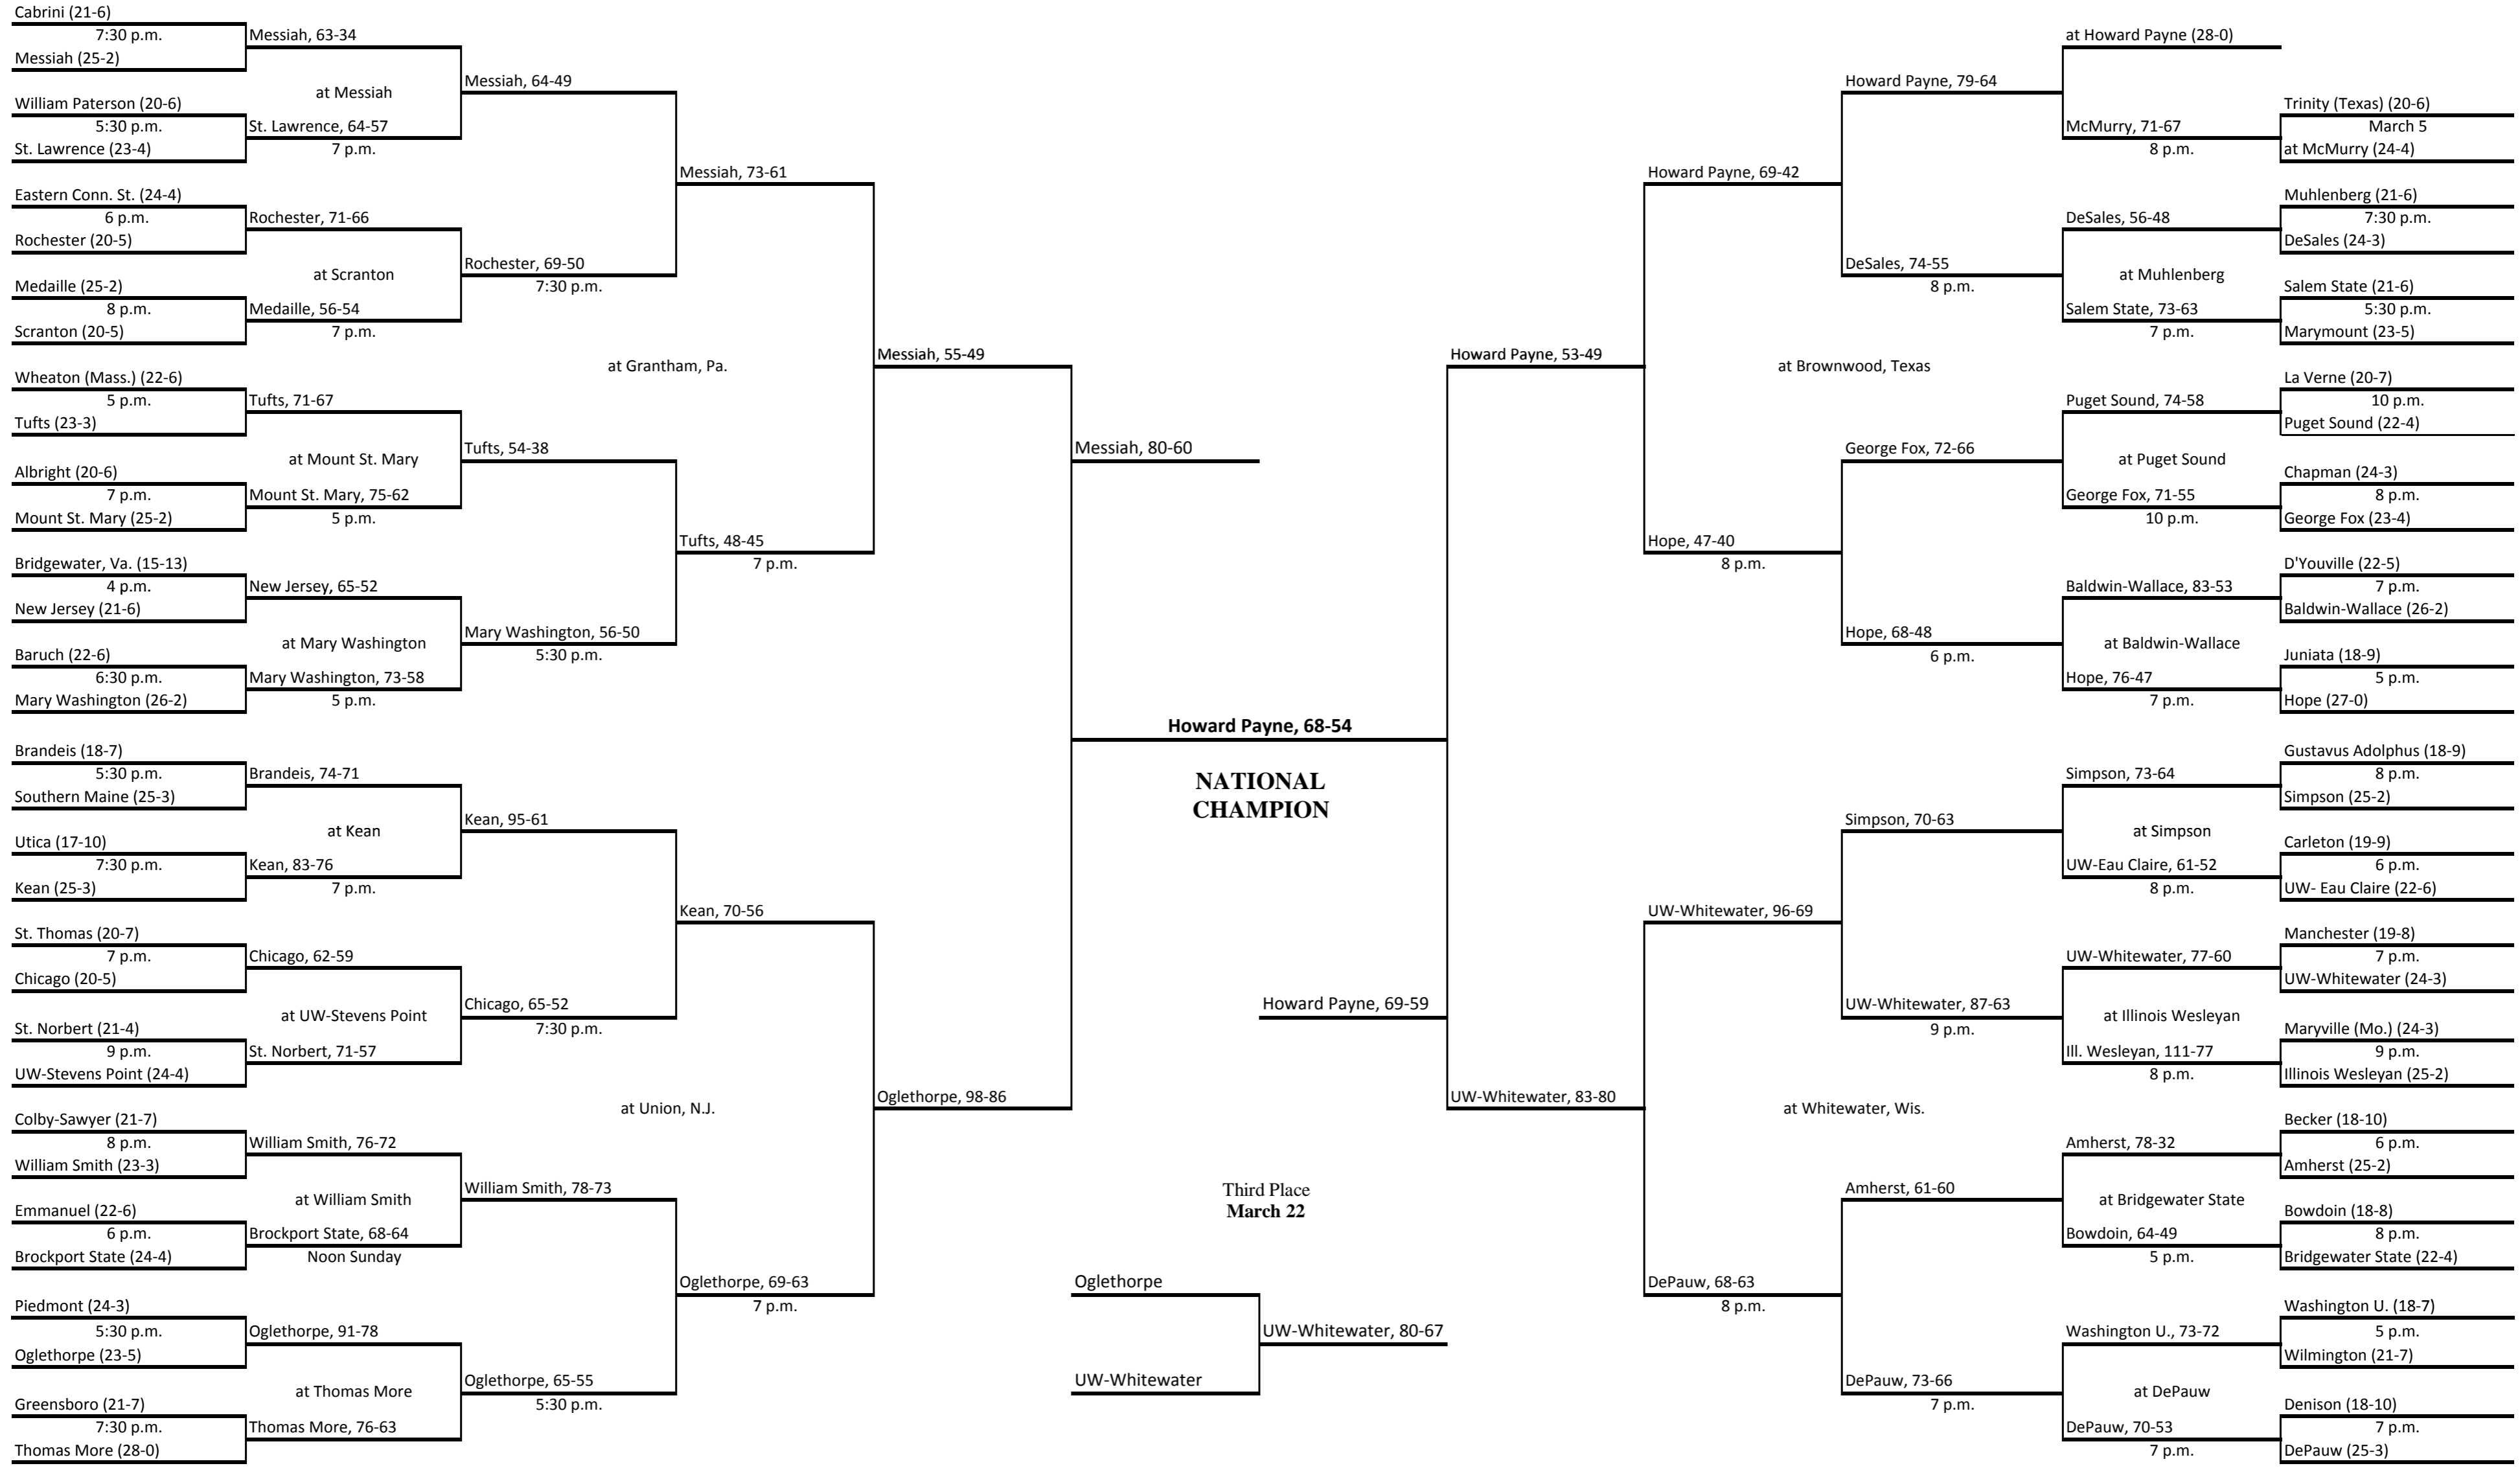 Cabrini (21-6)
7:30 p.m.
Messiah (25-2)
William Paterson (20-6)
5:30 p.m.
St. Lawrence (23-4)
Eastern Conn. St. (24-4)
6 p.m.
Rochester (20-5)
Medaille (25-2)
8 p.m.
Scranton (20-5)
Wheaton (Mass.) (22-6)
5 p.m.
Tufts (23-3)
Albright (20-6)
7 p.m.
Mount St. Mary (25-2)
Bridgewater, Va. (15-13)
4 p.m.
New Jersey (21-6)
Baruch (22-6)
6:30 p.m.
Mary Washington (26-2)
Brandeis (18-7)
5:30 p.m.
Southern Maine (25-3)
Utica (17-10)
7:30 p.m.
Kean (25-3)
St. Thomas (20-7)
7 p.m.
Chicago (20-5)
St. Norbert (21-4)
9 p.m.
UW-Stevens Point (24-4)
Colby-Sawyer (21-7)
8 p.m.
William Smith (23-3)
Emmanuel (22-6)
6 p.m.
Brockport State (24-4)
Piedmont (24-3)
5:30 p.m.
Oglethorpe (23-5)
Greensboro (21-7)
7:30 p.m.
Thomas More (28-0)
Messiah, 63-34
at Messiah
St. Lawrence, 64-57
7 p.m.
Rochester, 71-66
at Scranton
Medaille, 56-54
7 p.m.
Tufts, 71-67
at Mount St. Mary
Mount St. Mary, 75-62
5 p.m.
New Jersey, 65-52
at Mary Washington
Mary Washington, 73-58
5 p.m.
Brandeis, 74-71
at Kean
Kean, 83-76
7 p.m.
Chicago, 62-59
at UW-Stevens Point
St. Norbert, 71-57
William Smith, 76-72
at William Smith
Brockport State, 68-64
Noon Sunday
Oglethorpe, 91-78
at Thomas More
Thomas More, 76-63
Messiah, 64-49
Rochester, 69-50
7:30 p.m.
Tufts, 54-38
Mary Washington, 56-50
5:30 p.m.
Kean, 95-61
Chicago, 65-52
7:30 p.m.
William Smith, 78-73
Oglethorpe, 65-55
5:30 p.m.
Messiah, 73-61
at Grantham, Pa.
Tufts, 48-45
7 p.m.
Kean, 70-56
at Union, N.J.
Oglethorpe, 69-63
7 p.m.
Messiah, 55-49
Oglethorpe, 98-86
Messiah, 80-60
Howard Payne, 68-54
NATIONAL
CHAMPION
Howard Payne, 69-59
Third Place
March 22
Oglethorpe
UW-Whitewater, 80-67
UW-Whitewater
Howard Payne, 53-49
UW-Whitewater, 83-80
Howard Payne, 69-42
at Brownwood, Texas
Hope, 47-40
8 p.m.
UW-Whitewater, 96-69
at Whitewater, Wis.
DePauw, 68-63
8 p.m.
Howard Payne, 79-64
DeSales, 74-55
8 p.m.
George Fox, 72-66
Hope, 68-48
6 p.m.
Simpson, 70-63
UW-Whitewater, 87-63
9 p.m.
Amherst, 61-60
DePauw, 73-66
7 p.m.
at Howard Payne (28-0)
McMurry, 71-67
8 p.m.
DeSales, 56-48
at Muhlenberg
Salem State, 73-63
7 p.m.
Puget Sound, 74-58
at Puget Sound
George Fox, 71-55
10 p.m.
Baldwin-Wallace, 83-53
at Baldwin-Wallace
Hope, 76-47
7 p.m.
Simpson, 73-64
at Simpson
UW-Eau Claire, 61-52
8 p.m.
UW-Whitewater, 77-60
at Illinois Wesleyan
Ill. Wesleyan, 111-77
8 p.m.
Amherst, 78-32
at Bridgewater State
Bowdoin, 64-49
5 p.m.
Washington U., 73-72
at DePauw
DePauw, 70-53
7 p.m.
Trinity (Texas) (20-6)
March 5
at McMurry (24-4)
Muhlenberg (21-6)
7:30 p.m.
DeSales (24-3)
Salem State (21-6)
5:30 p.m.
Marymount (23-5)
La Verne (20-7)
10 p.m.
Puget Sound (22-4)
Chapman (24-3)
8 p.m.
George Fox (23-4)
D'Youville (22-5)
7 p.m.
Baldwin-Wallace (26-2)
Juniata (18-9)
5 p.m.
Hope (27-0)
Gustavus Adolphus (18-9)
8 p.m.
Simpson (25-2)
Carleton (19-9)
6 p.m.
UW- Eau Claire (22-6)
Manchester (19-8)
7 p.m.
UW-Whitewater (24-3)
Maryville (Mo.) (24-3)
9 p.m.
Illinois Wesleyan (25-2)
Becker (18-10)
6 p.m.
Amherst (25-2)
Bowdoin (18-8)
8 p.m.
Bridgewater State (22-4)
Washington U. (18-7)
5 p.m.
Wilmington (21-7)
Denison (18-10)
7 p.m.
DePauw (25-3)